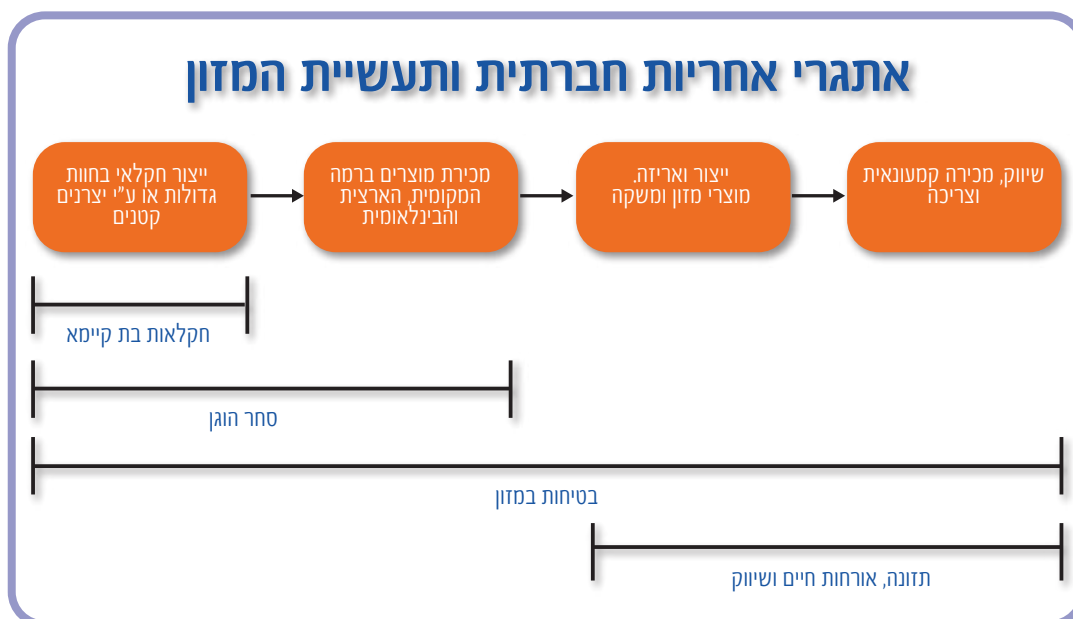 אתגרי אחריות חברתית ותעשיית המזון
ייצור חקלאי בחוות
גדולות או ע"י יצרנים
קטנים
מכירת מוצרים ברמה
המקומית, הארצית
והבינלאומית
ייצור ואריזה.
מוצרי מזון ומשקה
שיווק, מכירה קמעונאית
וצריכה
חקלאות בת קיימא
סחר הוגן
בטיחות במזון
תזונה, אורחות חיים ושיווק